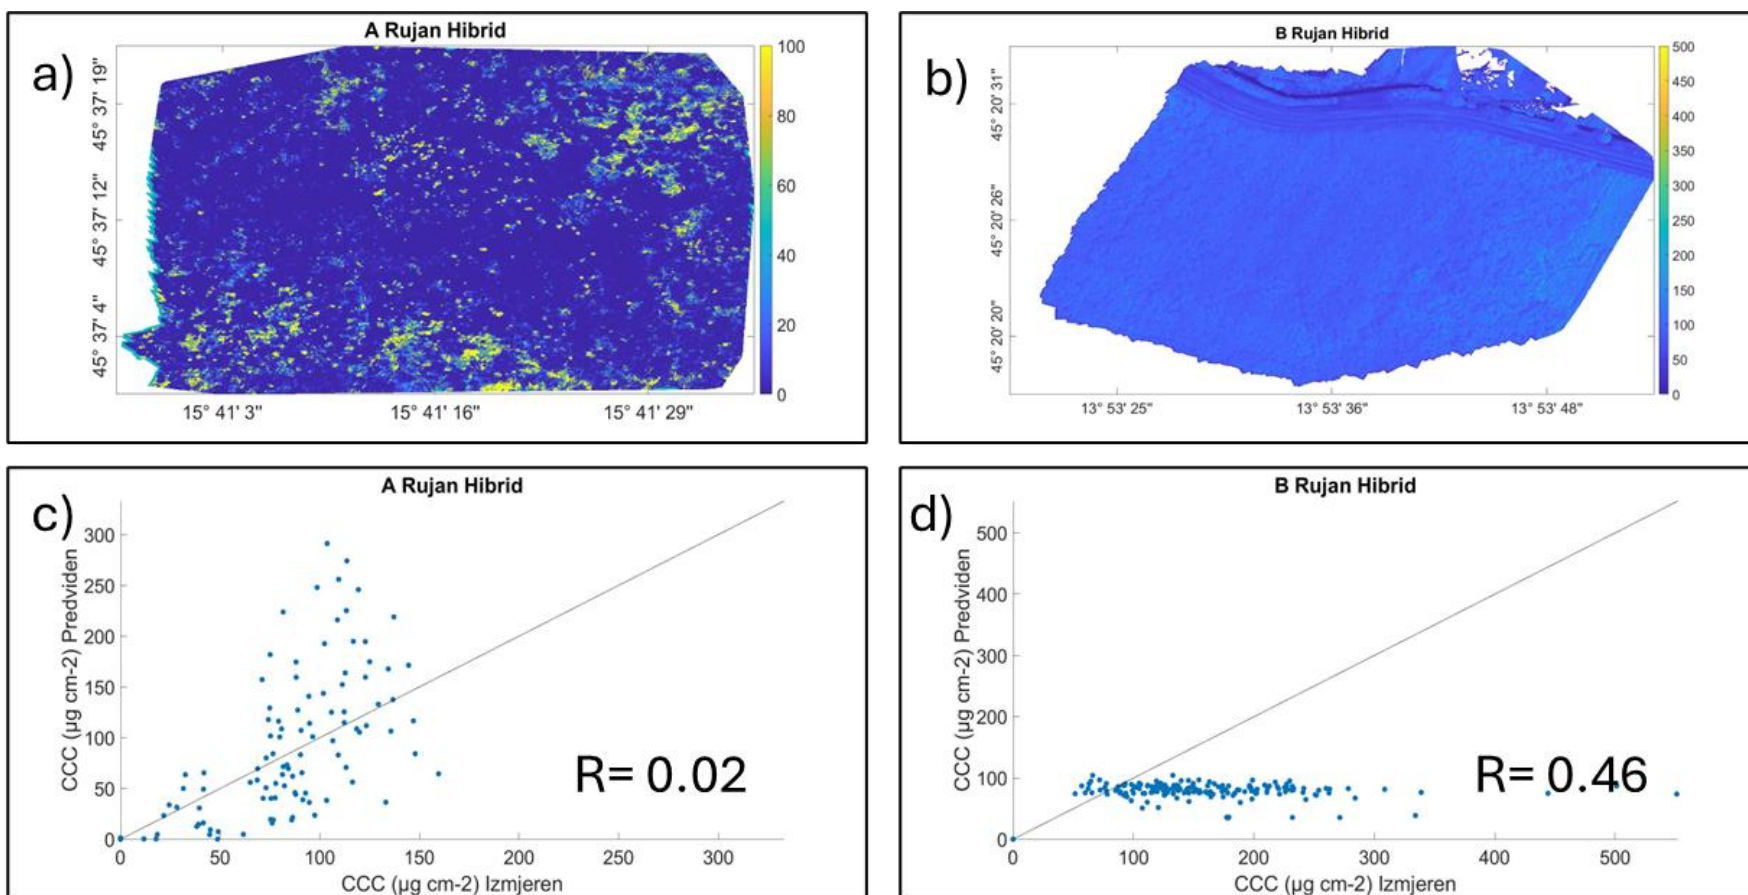 a)
A Rujan Hibrid
45° 37' 19"
45° 37' 12"
45° 37' 4"
15° 41' 3"
15° 41' 16"
15° 41' 29"
100
80
60
40
20
0
b)
B Rujan Hibrid
45° 20' 31"
45° 20' 26"
45° 20' 20"
13° 53' 25"
13° 53' 36"
13° 53' 48"
500
450
400
350
300
250
200
150
100
50
0
c)
A Rujan Hibrid
CCC (µg cm-2) Predviden
300
250
200
150
100
50
0
R= 0.02
0
50
100
150
200
250
300
CCC (µg cm-2) Izmjeren
d)
B Rujan Hibrid
CCC (µg cm-2) Predviden
500
400
300
200
100
0
R= 0.46
0
100
200
300
400
500
CCC (µg cm-2) Izmjeren